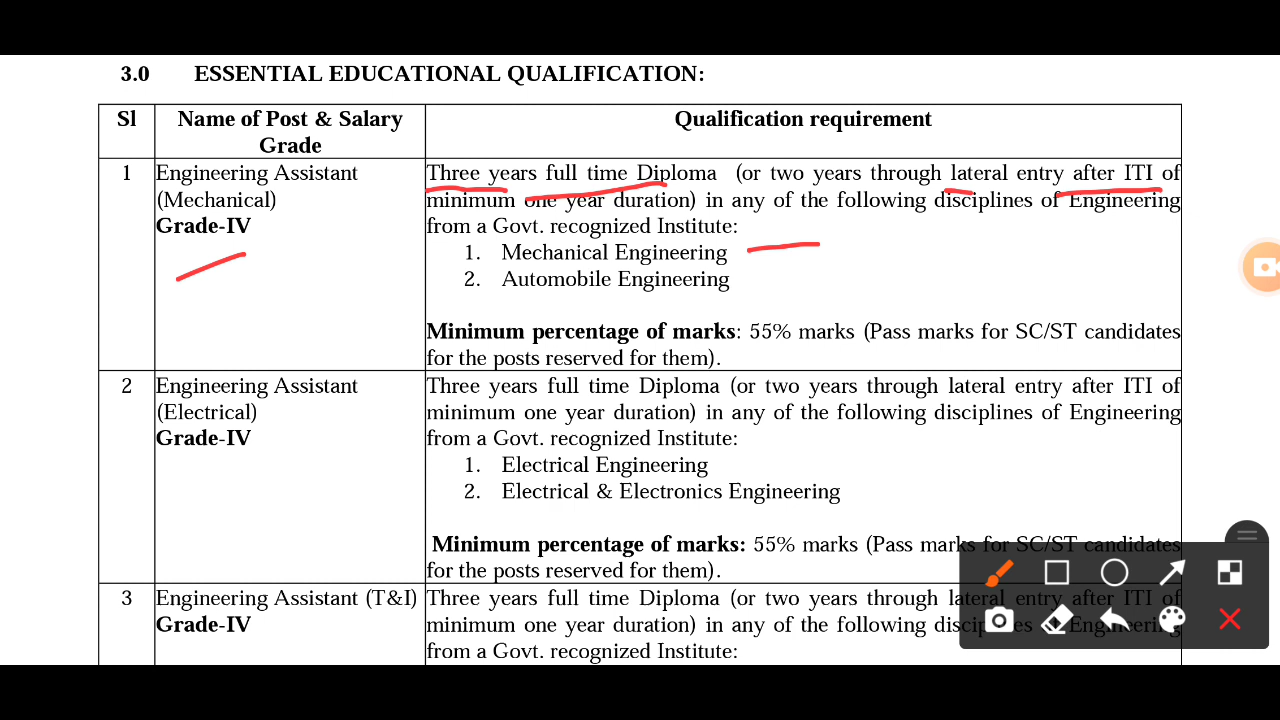 3.0 ESSENTIAL EDUCATIONAL QUALIFICATION:
Sl Name of Post & Salary Grade Qualification requirement
1 Engineering Assistant
(Mechanical)
Grade-IV
Three years full time Diploma (or two years through lateral entry after ITI of
minimum one year duration) in any of the following disciplines of Engineering
from a Govt. recognized Institute:
1. Mechanical Engineering
2. Automobile Engineering
Minimum percentage of marks: 55% marks (Pass marks for SC/ST candidates
for the posts reserved for them).
2 Engineering Assistant
(Electrical)
Grade-IV
Three years full time Diploma (or two years through lateral entry after ITI of
minimum one year duration) in any of the following disciplines of Engineering
from a Govt. recognized Institute:
1. Electrical Engineering
2. Electrical & Electronics Engineering
Minimum percentage of marks: 55% marks (Pass marks for SC/ST candidates
for the posts reserved for them).
3 Engineering Assistant (T&I)
Grade-IV
Three years full time Diploma (or two years through lateral entry after ITI of
minimum one year duration) in any of the following disciplines of Engineering
from a Govt. recognized Institute: